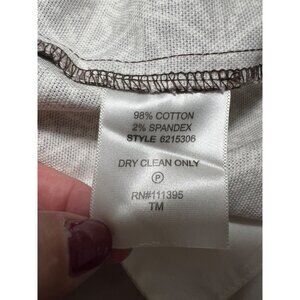 98% COTTON
2% SPANDEX
STYLE 6215306
DRY CLEAN ONLY
P
RN#111395
TM